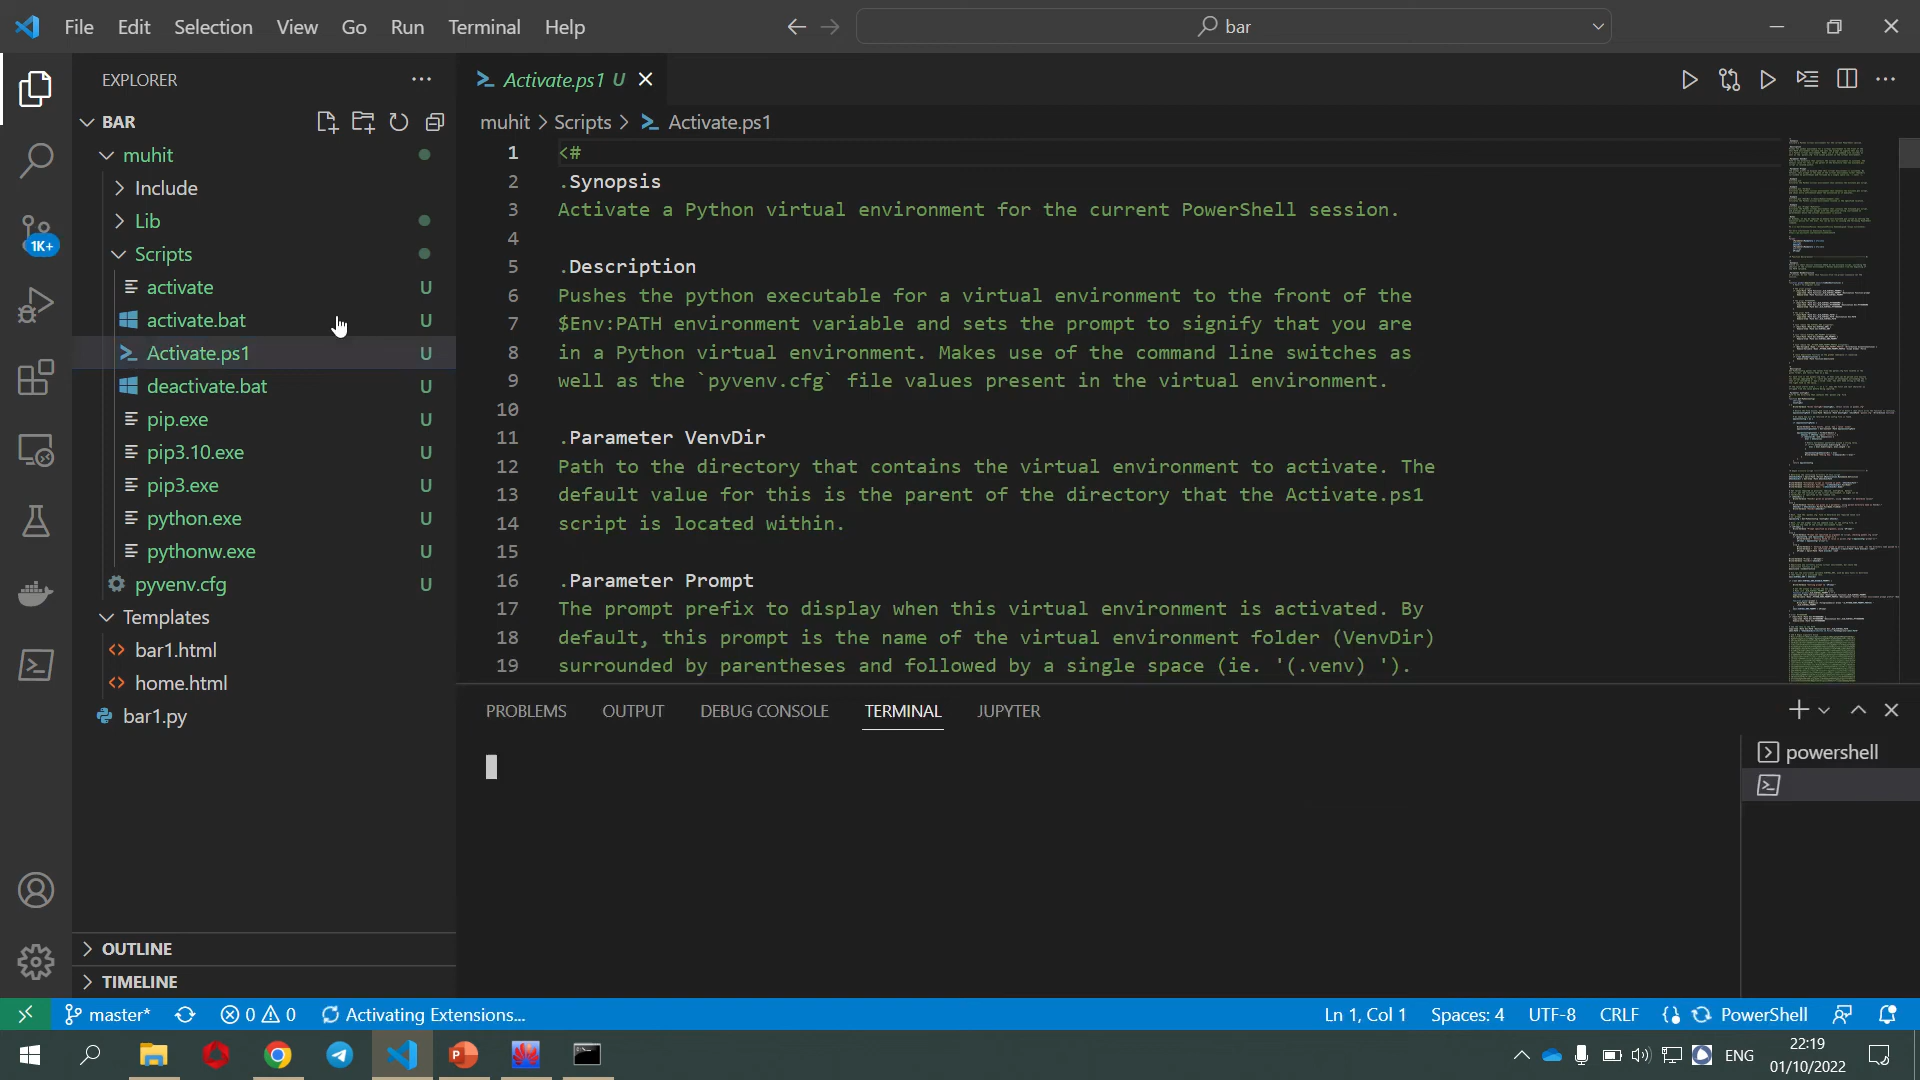 File Edit Selection View Go Run Terminal Help
bar
EXPLORER
Activate.ps1 U
BAR
muhit > Scripts > Activate.ps1
muhit
Include
Lib
Scripts
activate U
activate.bat U
Activate.ps1 U
deactivate.bat U
pip.exe U
pip3.10.exe U
pip3.exe U
python.exe U
pythonw.exe U
pyvenv.cfg U
Templates
bar1.html
home.html
bar1.py
OUTLINE
TIMELINE
1K+
1 <#
2 .Synopsis
3 Activate a Python virtual environment for the current PowerShell session.
4
5 .Description
6 Pushes the python executable for a virtual environment to the front of the
7 $Env:PATH environment variable and sets the prompt to signify that you are
8 in a Python virtual environment. Makes use of the command line switches as
9 well as the `pyvenv.cfg` file values present in the virtual environment.
10
11 .Parameter VenvDir
12 Path to the directory that contains the virtual environment to activate. The
13 default value for this is the parent of the directory that the Activate.ps1
14 script is located within.
15
16 .Parameter Prompt
17 The prompt prefix to display when this virtual environment is activated. By
18 default, this prompt is the name of the virtual environment folder (VenvDir)
19 surrounded by parentheses and followed by a single space (ie. '(.venv) ').
PROBLEMS OUTPUT DEBUG CONSOLE TERMINAL JUPYTER
powershell
master* 0 0 Activating Extensions... Ln 1, Col 1 Spaces: 4 UTF-8 CRLF PowerShell
ENG
22:19
01/10/2022